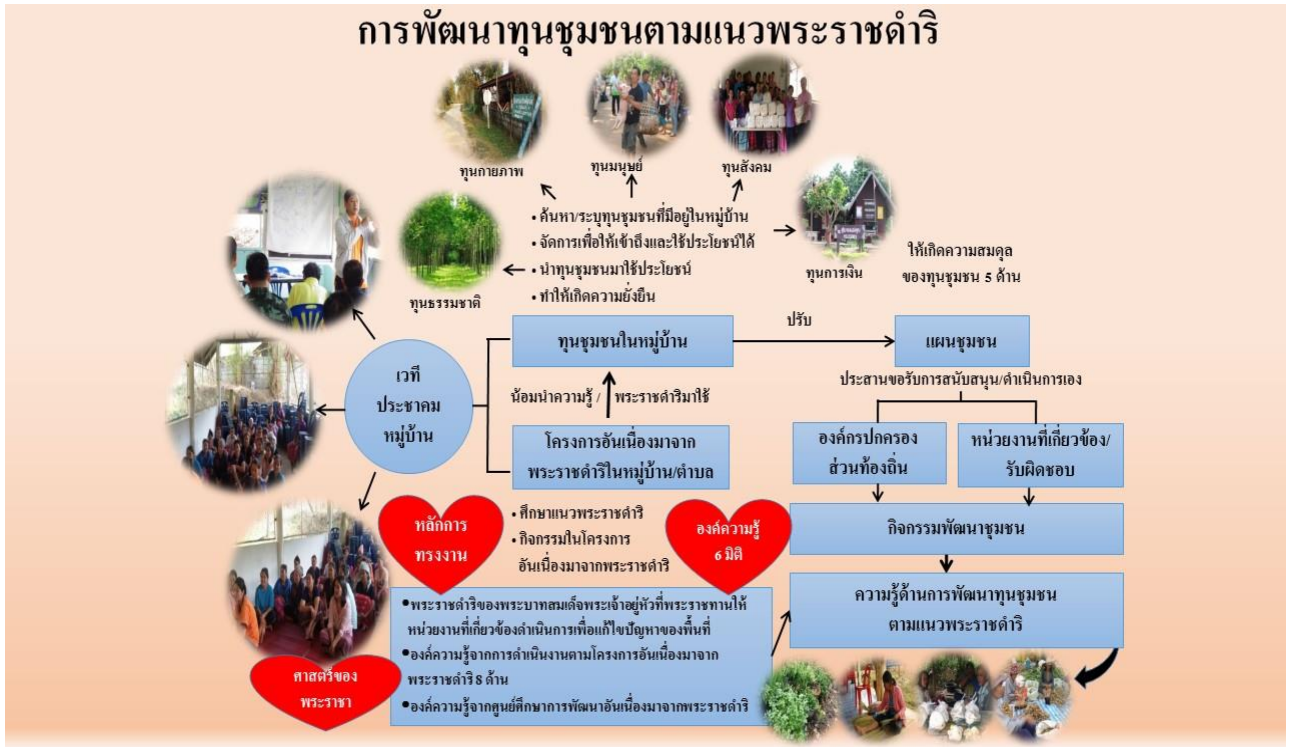 การพัฒนาทุนชุมชนตามแนวพระราชดำริ
ทุนกายภาพ
ทุนมนุษย์
ทุนสังคม
ทุนธรรมชาติ
• ค้นหา/ระบุทุนชุมชนที่มีอยู่ในหมู่บ้าน
• จัดการเพื่อให้เข้าถึงและใช้ประโยชน์ได้
• นำทุนชุมชนมาใช้ประโยชน์
• ทำให้เกิดความยั่งยืน
ทุนการเงิน
ให้เกิดความสมดุล
ของทุนชุมชน 5 ด้าน
เวที
ประชาคม
หมู่บ้าน
ทุนชุมชนในหมู่บ้าน
ปรับ
แผนชุมชน
น้อมนำความรู้ / พระราชดำริมาใช้
ประสานขอรับการสนับสนุน/ดำเนินการเอง
โครงการอันเนื่องมาจาก
พระราชดำริในหมู่บ้าน/ตำบล
องค์กรปกครอง
ส่วนท้องถิ่น
หน่วยงานที่เกี่ยวข้อง/
รับผิดชอบ
หลักการ
ทรงงาน
• ศึกษาแนวพระราชดำริ
• กิจกรรมในโครงการ
อันเนื่องมาจากพระราชดำริ
องค์ความรู้
6 มิติ
กิจกรรมพัฒนาชุมชน
ความรู้ด้านการพัฒนาทุนชุมชน
ตามแนวพระราชดำริ
•พระราชดำริของพระบาทสมเด็จพระเจ้าอยู่หัวที่พระราชทานให้
หน่วยงานที่เกี่ยวข้องดำเนินการเพื่อแก้ไขปัญหาของพื้นที่
•องค์ความรู้จากการดำเนินงานตามโครงการอันเนื่องมาจาก
พระราชดำริ 8 ด้าน
•องค์ความรู้จากศูนย์ศึกษาการพัฒนาอันเนื่องมาจากพระราชดำริ
ศาสตร์ของ
พระราชา